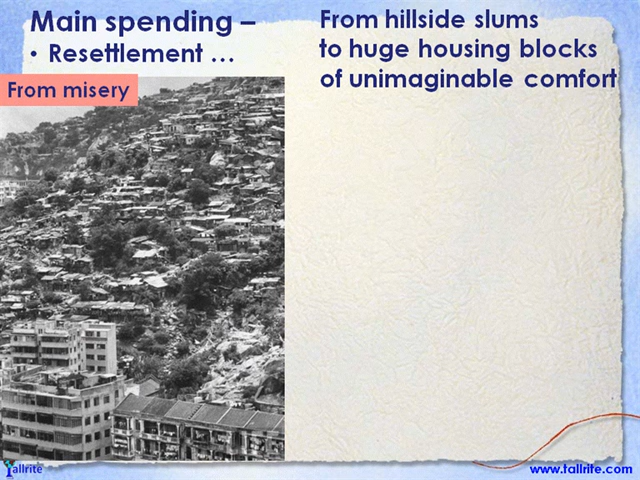 Main spending –
• Resettlement …
From misery
From hillside slums
to huge housing blocks
of unimaginable comfort
Tallrite
www.tallrite.com